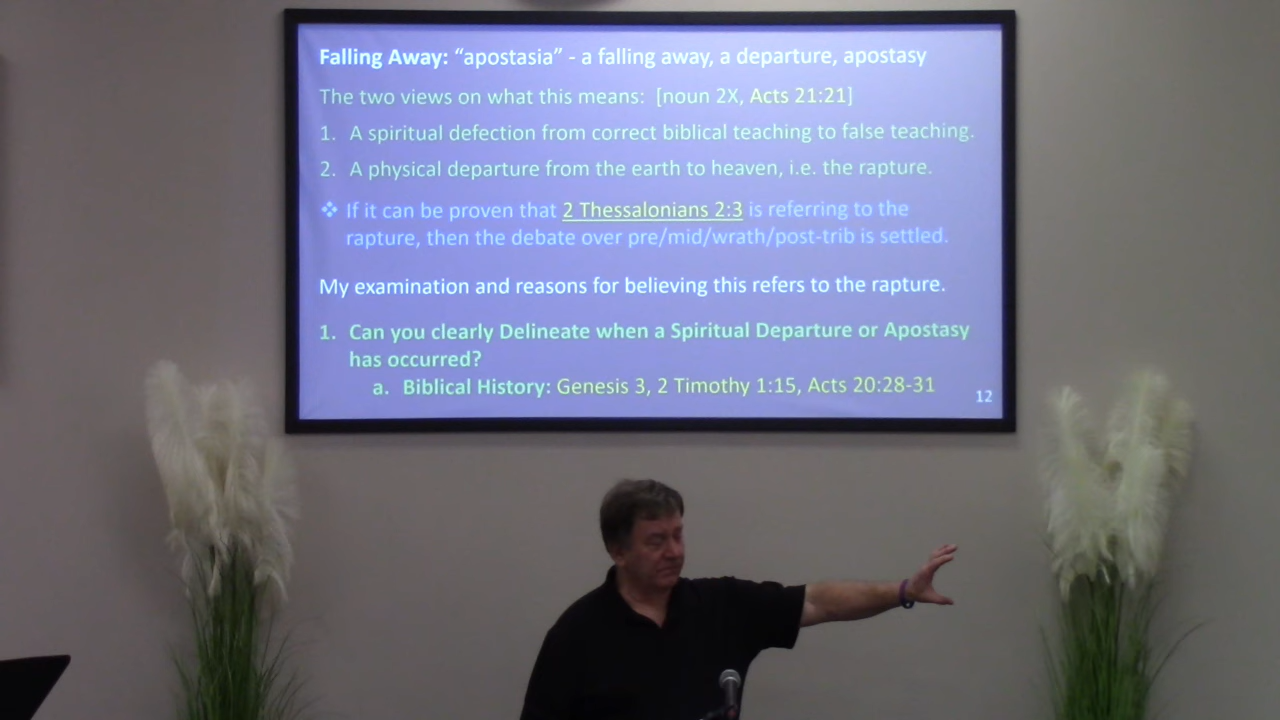 Falling Away: “apostasia” - a falling away, a departure, apostasy
The two views on what this means: [noun 2X, Acts 21:21]
1. A spiritual defection from correct biblical teaching to false teaching.
2. A physical departure from the earth to heaven, i.e. the rapture.
❖ If it can be proven that 2 Thessalonians 2:3 is referring to the
rapture, then the debate over pre/mid/wrath/post-trib is settled.
My examination and reasons for believing this refers to the rapture.
1. Can you clearly Delineate when a Spiritual Departure or Apostasy
has occurred?
a. Biblical History: Genesis 3, 2 Timothy 1:15, Acts 20:28-31
12